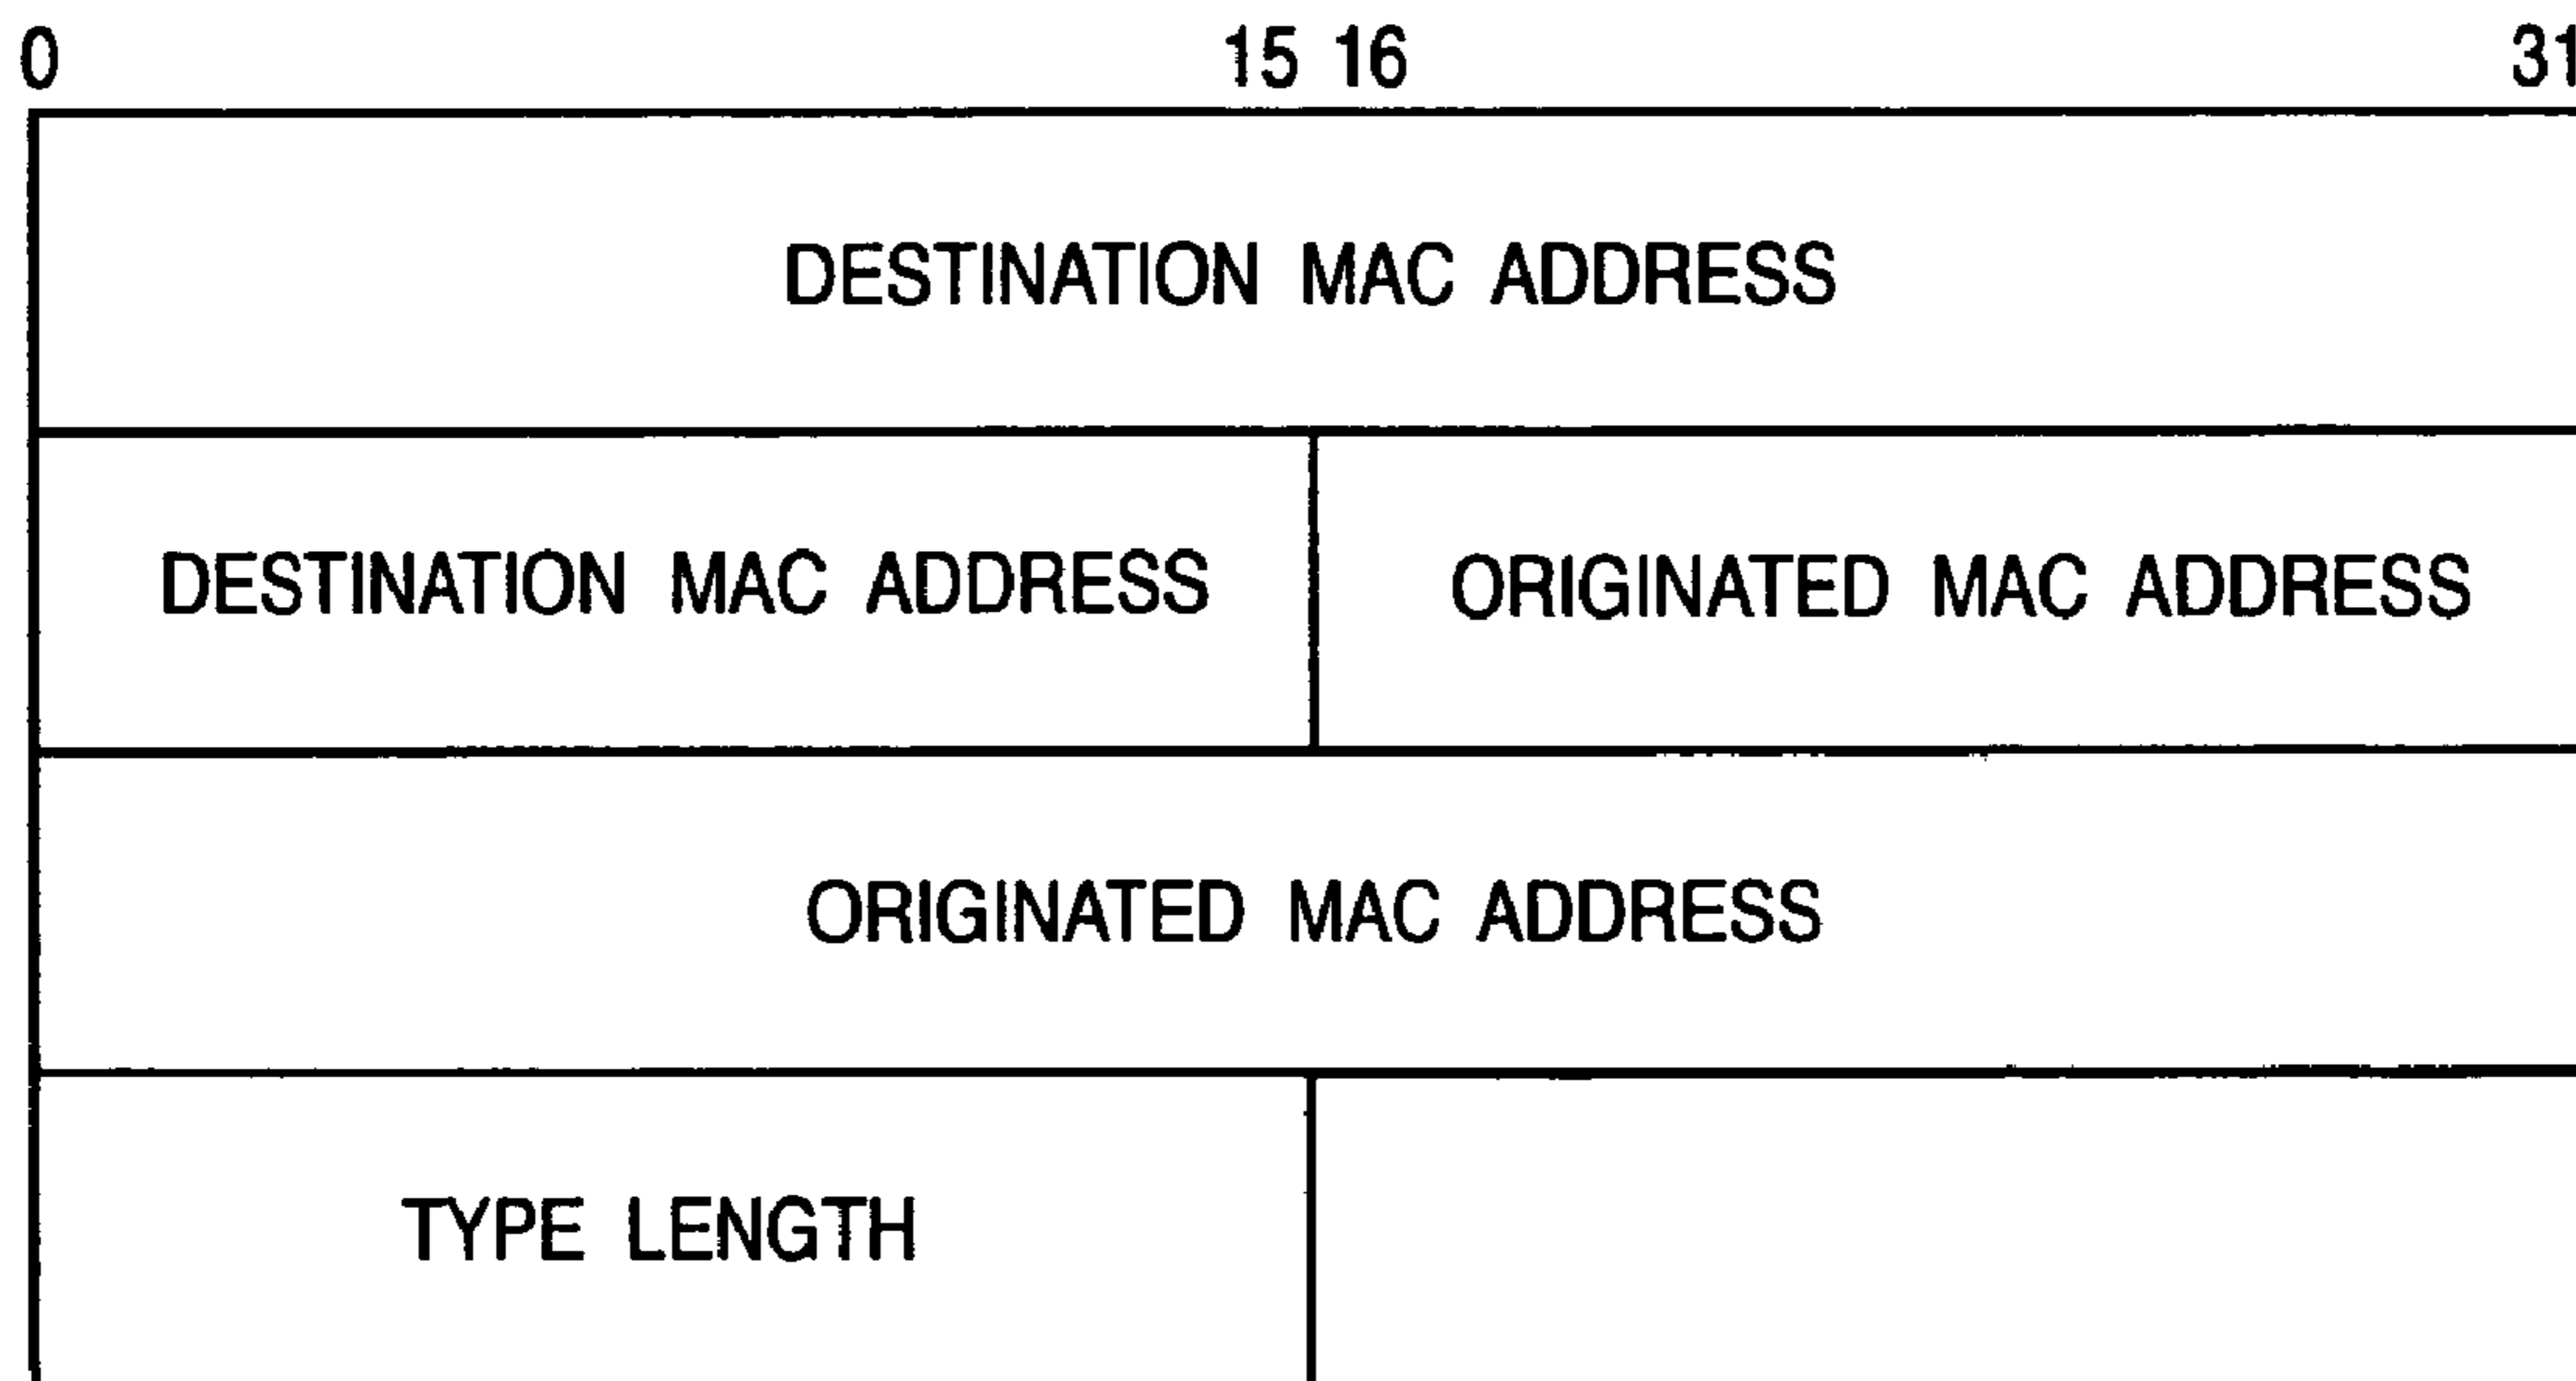 0 15 16 31
DESTINATION MAC ADDRESS
DESTINATION MAC ADDRESS ORIGINATED MAC ADDRESS
ORIGINATED MAC ADDRESS
TYPE LENGTH